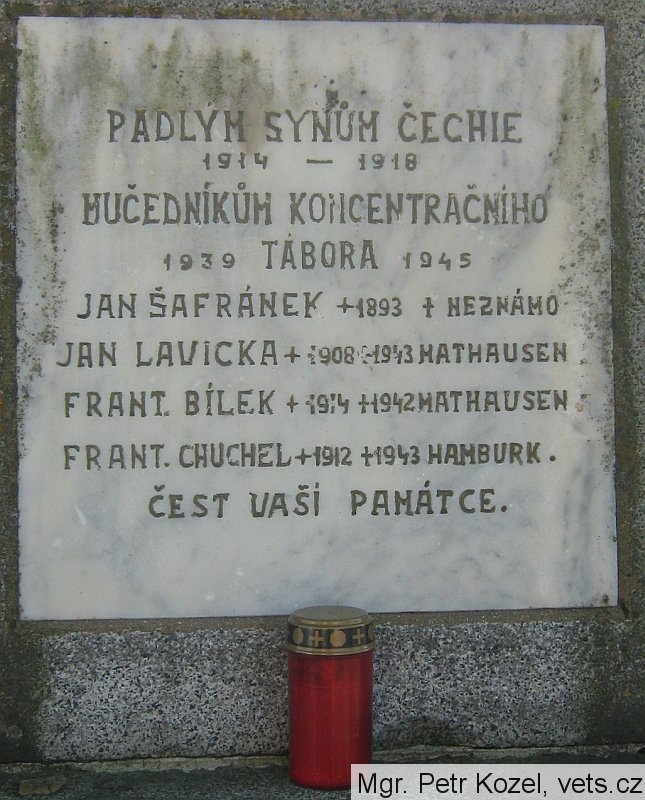 PADLÝM SYNŮM ČECHIE
1914 — 1918
MUČEDNÍKŮM KONCENTRAČNÍHO
1939 TÁBORA 1945
JAN ŠAFRÁNEK +1893 † NEZNÁMO
JAN LAVICKA + 1908 †1943 MATHAUSEN
FRANT. BÍLEK + 1914 †1942 MATHAUSEN.
FRANT. CHUCHEL +1912 †1943 HAMBURK.
ČEST VAŠÍ PAMÁTCE.
Mgr. Petr Kozel, vets.cz